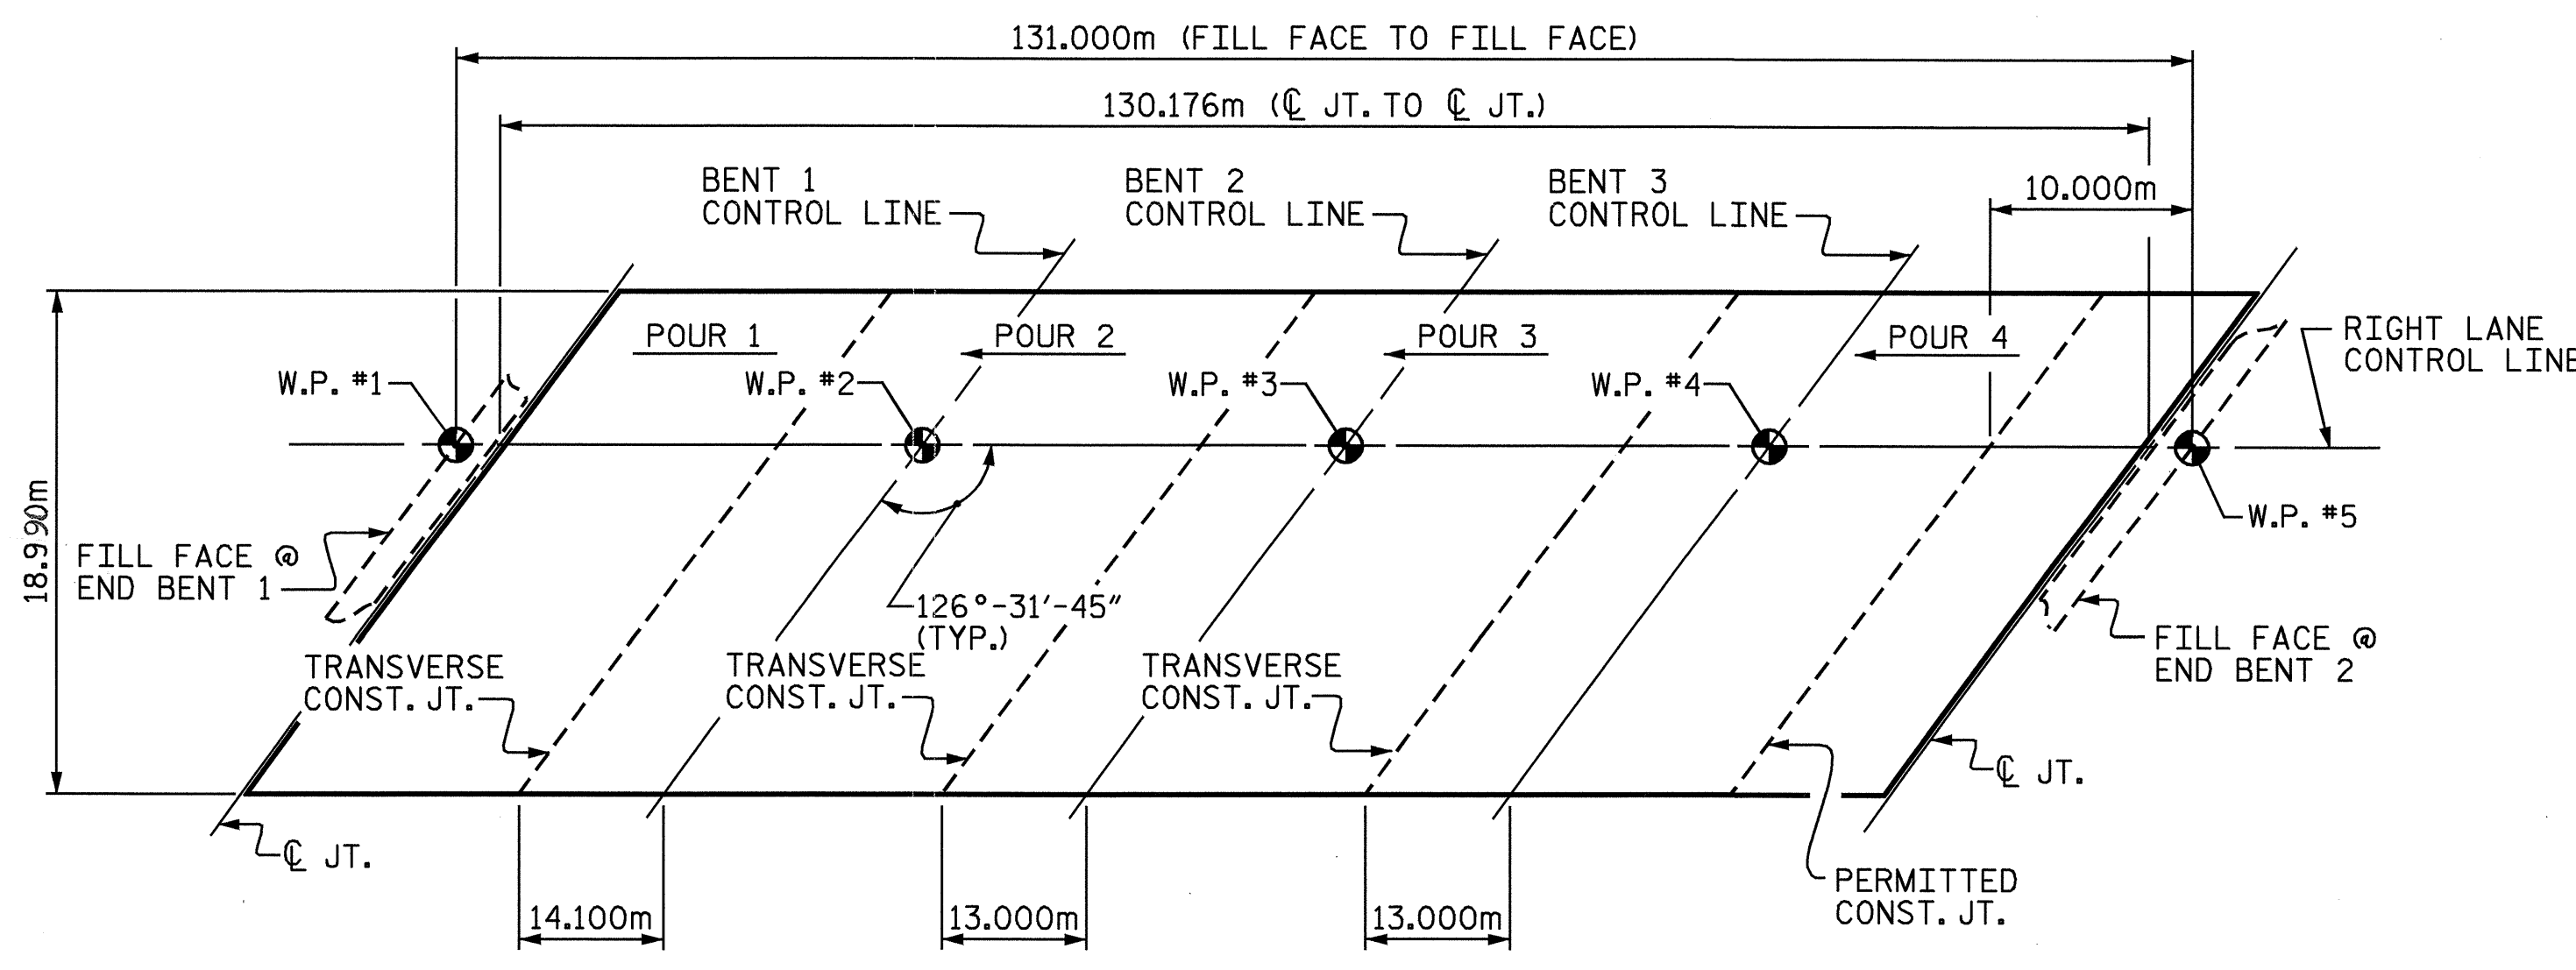 131.000m (FILL FACE TO FILL FACE)
130.176m (℄ JT. TO ℄ JT.)
BENT 1
CONTROL LINE
BENT 2
CONTROL LINE
BENT 3
CONTROL LINE
10.000m
POUR 1
POUR 2
POUR 3
POUR 4
RIGHT LANE
CONTROL LINE
W.P. #1
W.P. #2
W.P. #3
W.P. #4
W.P. #5
18.990m
FILL FACE @
END BENT 1
126°-31'-45"
(TYP.)
TRANSVERSE
CONST. JT.
TRANSVERSE
CONST. JT.
TRANSVERSE
CONST. JT.
FILL FACE @
END BENT 2
℄ JT.
℄ JT.
PERMITTED
CONST. JT.
14.100m
13.000m
13.000m